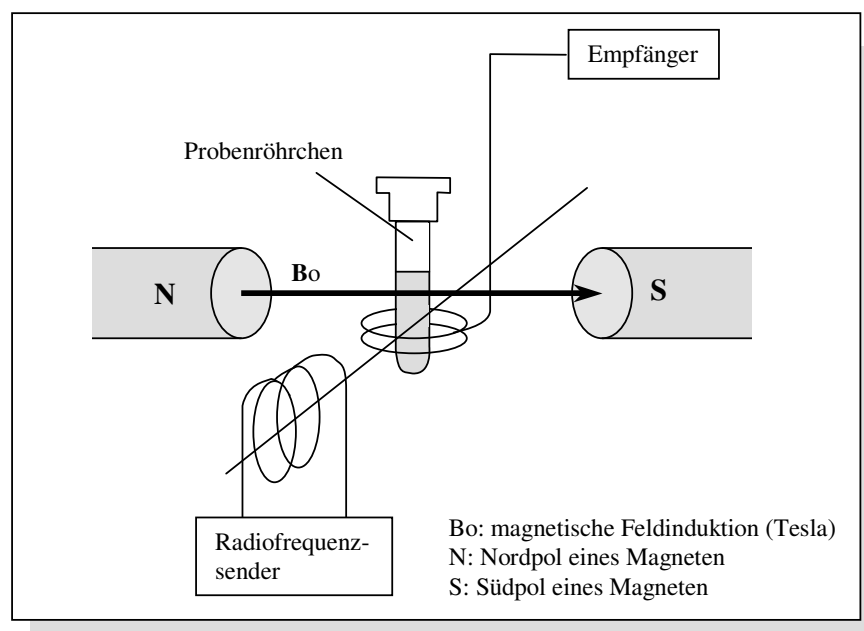 Empfänger
Probenröhrchen
Bo
N
S
Radiofrequenz-
sender
Bo: magnetische Feldinduktion (Tesla)
N: Nordpol eines Magneten
S: Südpol eines Magneten